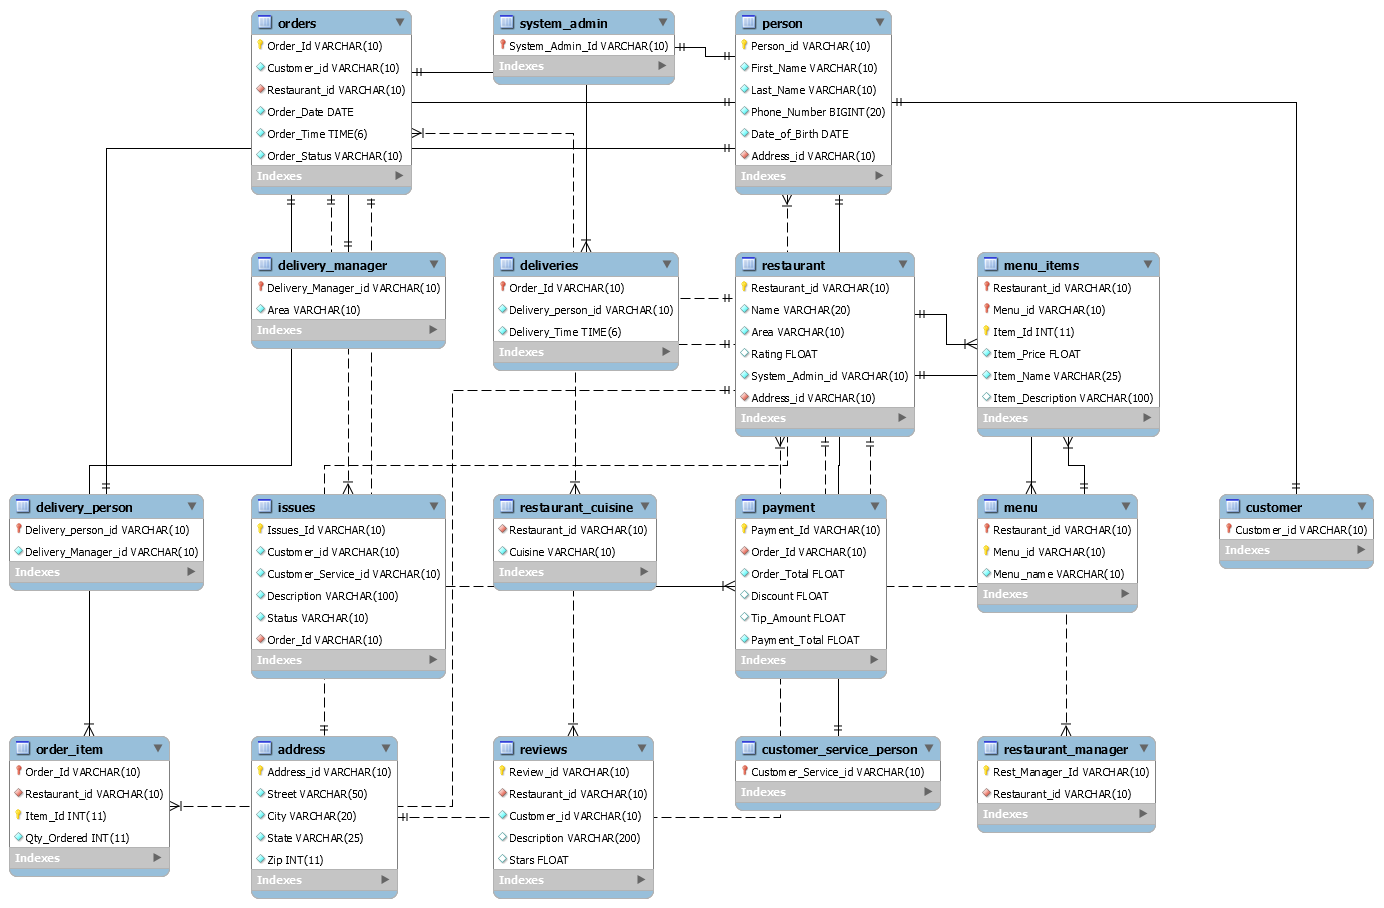 orders
Order_Id VARCHAR(10)
Customer_id VARCHAR(10)
Restaurant_id VARCHAR(10)
Order_Date DATE
Order_Time TIME(6)
Order_Status VARCHAR(10)
Indexes
system_admin
System_Admin_Id VARCHAR(10)
Indexes
person
Person_id VARCHAR(10)
First_Name VARCHAR(10)
Last_Name VARCHAR(10)
Phone_Number BIGINT(20)
Date_of_Birth DATE
Address_id VARCHAR(10)
Indexes
delivery_manager
Delivery_Manager_id VARCHAR(10)
Area VARCHAR(10)
Indexes
deliveries
Order_Id VARCHAR(10)
Delivery_person_id VARCHAR(10)
Delivery_Time TIME(6)
Indexes
restaurant
Restaurant_id VARCHAR(10)
Name VARCHAR(20)
Area VARCHAR(10)
Rating FLOAT
System_Admin_id VARCHAR(10)
Address_id VARCHAR(10)
Indexes
menu_items
Restaurant_id VARCHAR(10)
Menu_id VARCHAR(10)
Item_Id INT(11)
Item_Price FLOAT
Item_Name VARCHAR(25)
Item_Description VARCHAR(100)
Indexes
delivery_person
Delivery_person_id VARCHAR(10)
Delivery_Manager_id VARCHAR(10)
Indexes
issues
Issues_Id VARCHAR(10)
Customer_id VARCHAR(10)
Customer_Service_id VARCHAR(10)
Description VARCHAR(100)
Status VARCHAR(10)
Order_Id VARCHAR(10)
Indexes
restaurant_cuisine
Restaurant_id VARCHAR(10)
Cuisine VARCHAR(10)
Indexes
payment
Payment_Id VARCHAR(10)
Order_Id VARCHAR(10)
Order_Total FLOAT
Discount FLOAT
Tip_Amount FLOAT
Payment_Total FLOAT
Indexes
menu
Restaurant_id VARCHAR(10)
Menu_id VARCHAR(10)
Menu_name VARCHAR(10)
Indexes
customer
Customer_id VARCHAR(10)
Indexes
order_item
Order_Id VARCHAR(10)
Restaurant_id VARCHAR(10)
Item_Id INT(11)
Qty_Ordered INT(11)
Indexes
address
Address_id VARCHAR(10)
Street VARCHAR(50)
City VARCHAR(20)
State VARCHAR(25)
Zip INT(11)
Indexes
reviews
Review_id VARCHAR(10)
Restaurant_id VARCHAR(10)
Customer_id VARCHAR(10)
Description VARCHAR(200)
Stars FLOAT
Indexes
customer_service_person
Customer_Service_id VARCHAR(10)
Indexes
restaurant_manager
Rest_Manager_Id VARCHAR(10)
Restaurant_id VARCHAR(10)
Indexes